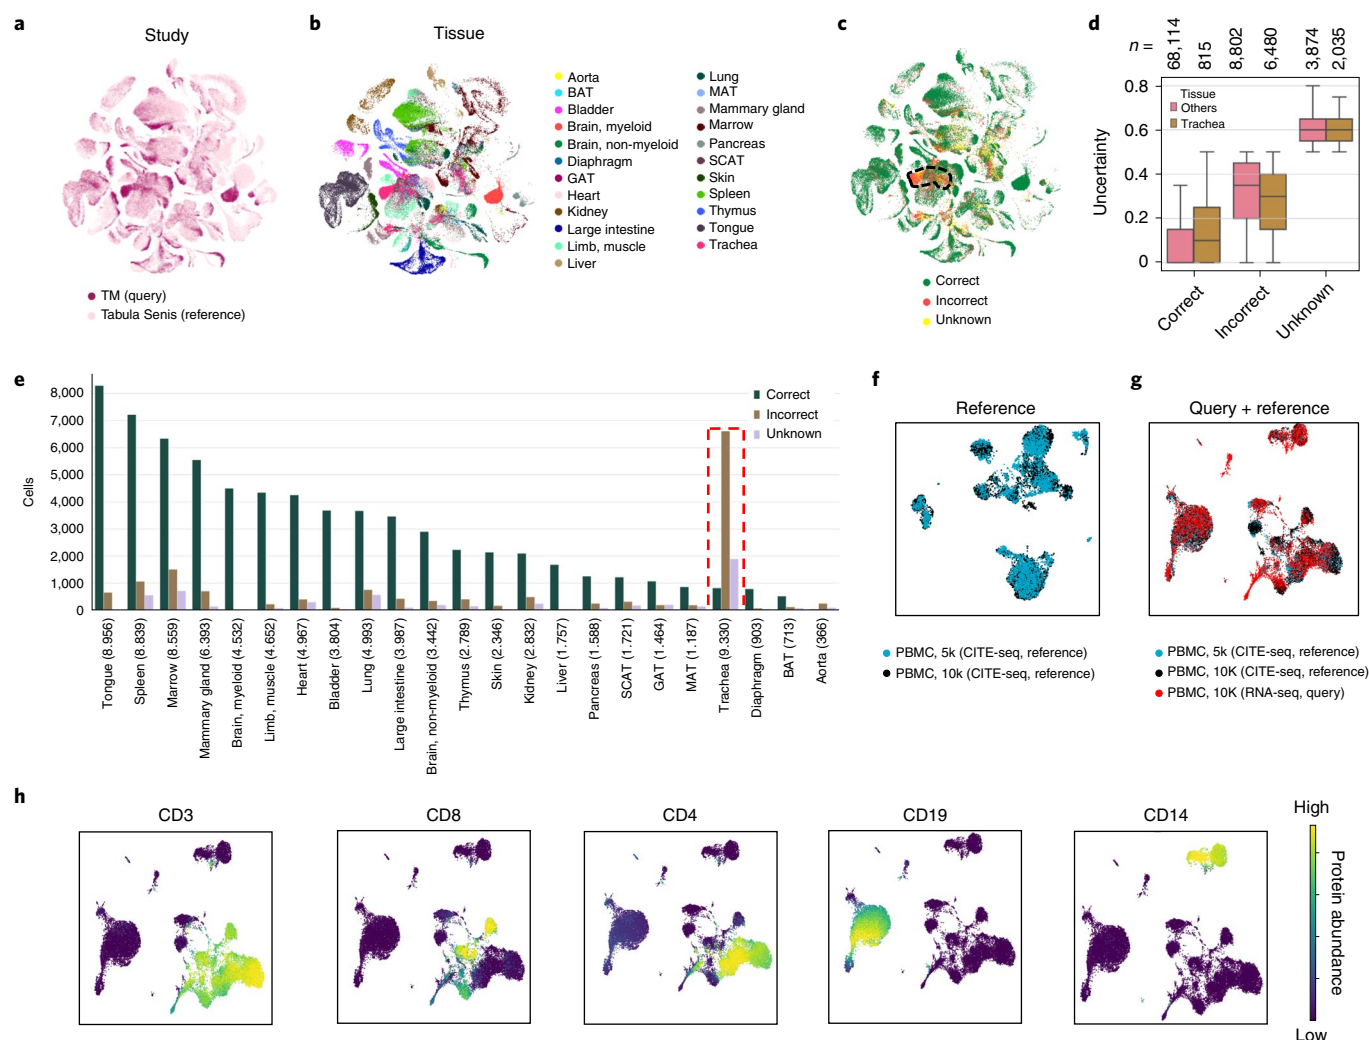 a
Study
TM (query)
Tabula Senis (reference)
b
Tissue
Aorta
BAT
Bladder
Brain, myeloid
Brain, non-myeloid
Diaphragm
GAT
Heart
Kidney
Large intestine
Limb, muscle
Liver
Lung
MAT
Mammary gland
Marrow
Pancreas
SCAT
Skin
Spleen
Thymus
Tongue
Trachea
c
Correct
Incorrect
Unknown
d
n =
68,114
815
8,802
6,480
3,874
2,035
Uncertainty
0.8
0.6
0.4
0.2
0
Tissue
Others
Trachea
Correct
Incorrect
Unknown
e
Cells
8,000
7,000
6,000
5,000
4,000
3,000
2,000
1,000
0
Correct
Incorrect
Unknown
Tongue (8.956)
Spleen (8.839)
Marrow (8.559)
Mammary gland (6.393)
Brain, myeloid (4.532)
Limb, muscle (4.652)
Heart (4.967)
Bladder (3.804)
Lung (4.993)
Large intestine (3.987)
Brain, non-myeloid (3.442)
Thymus (2.789)
Skin (2.346)
Kidney (2.832)
Liver (1.757)
Pancreas (1.588)
SCAT (1.721)
GAT (1.464)
MAT (1.187)
Trachea (9.330)
Diaphragm (903)
BAT (713)
Aorta (366)
f
Reference
PBMC, 5k (CITE-seq, reference)
PBMC, 10k (CITE-seq, reference)
g
Query + reference
PBMC, 5k (CITE-seq, reference)
PBMC, 10K (CITE-seq, reference)
PBMC, 10K (RNA-seq, query)
h
CD3
CD8
CD4
CD19
CD14
High
Protein abundance
Low